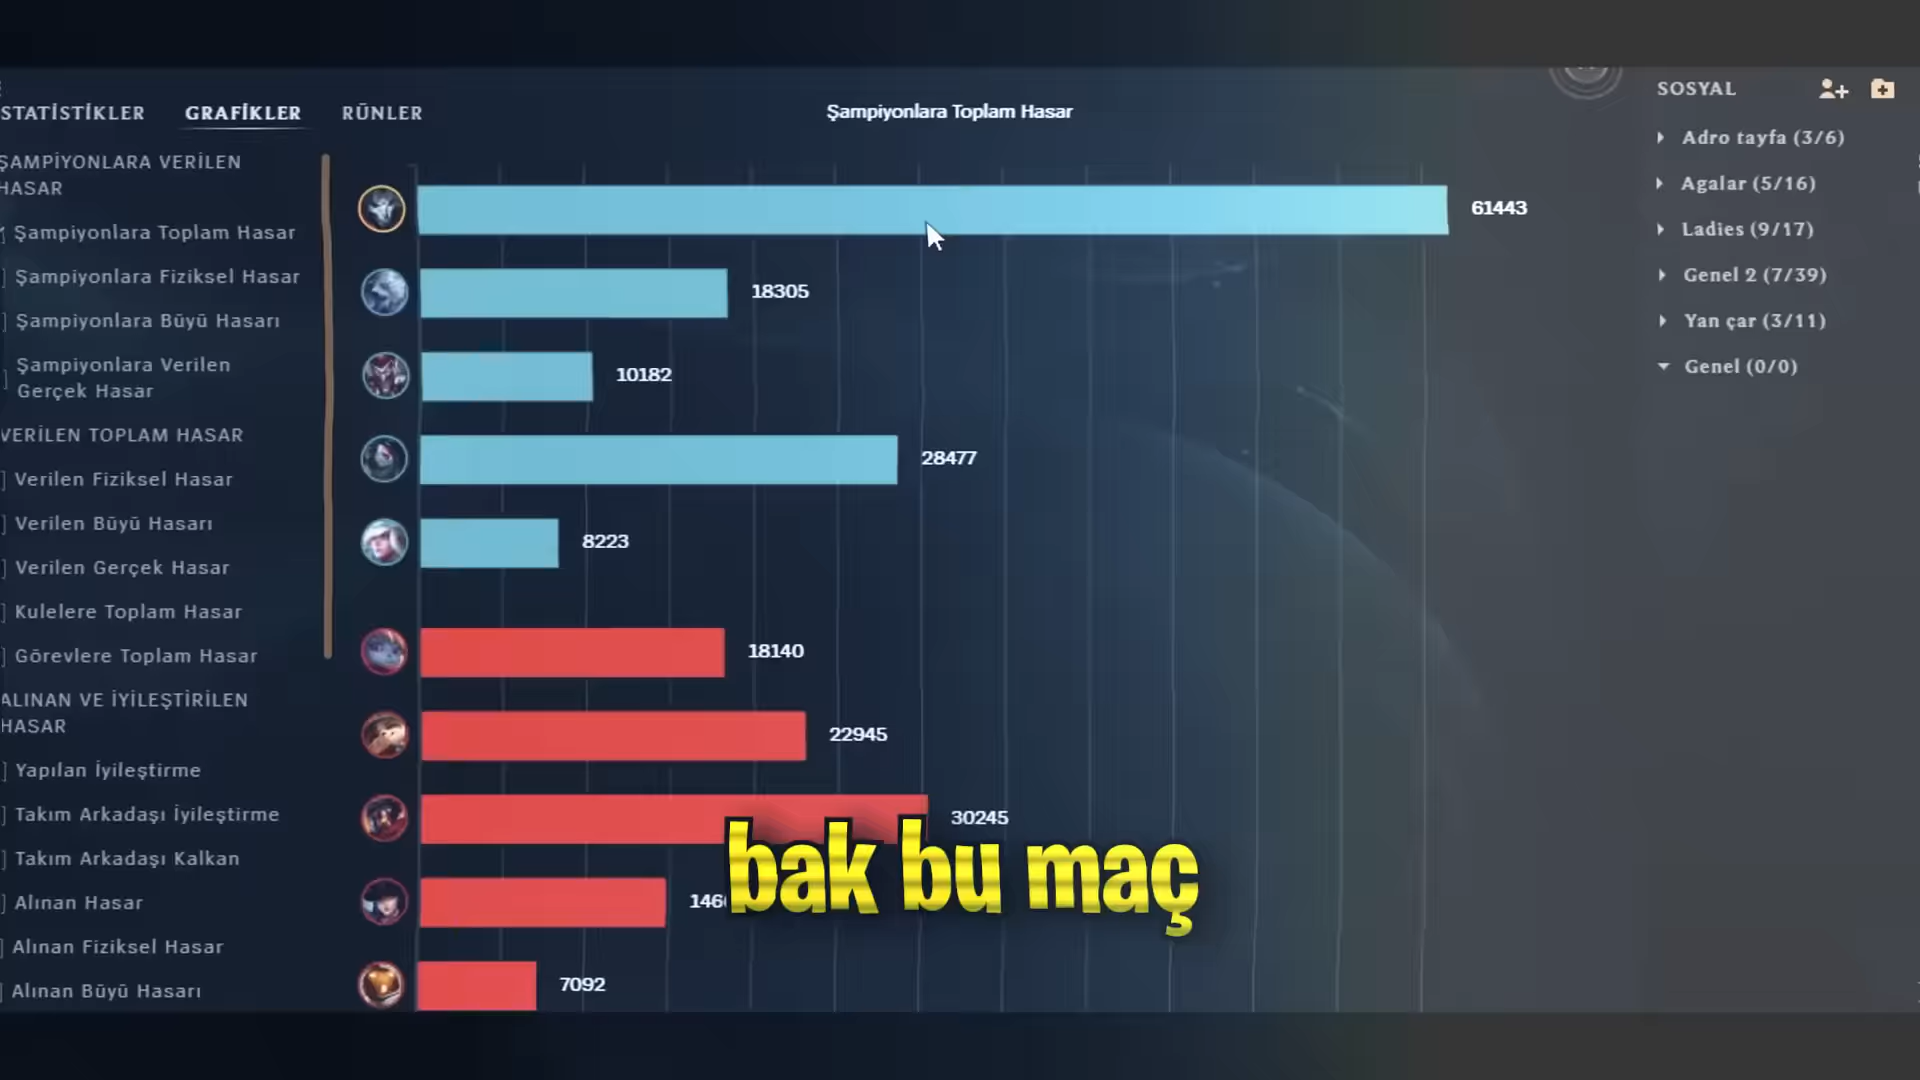 STATİSTİKLER GRAFİKLER RÜNLER
Şampiyonlara Toplam Hasar
ŞAMPİYONLARA VERİLEN
HASAR
Şampiyonlara Toplam Hasar
Şampiyonlara Fiziksel Hasar
Şampiyonlara Büyü Hasarı
Şampiyonlara Verilen
Gerçek Hasar
VERİLEN TOPLAM HASAR
Verilen Fiziksel Hasar
Verilen Büyü Hasarı
Verilen Gerçek Hasar
Kulelere Toplam Hasar
Görevlere Toplam Hasar
ALINAN VE İYİLEŞTİRİLEN
HASAR
Yapılan İyileştirme
Takım Arkadaşı İyileştirme
Takım Arkadaşı Kalkan
Alınan Hasar
Alınan Fiziksel Hasar
Alınan Büyü Hasarı
61443
18305
10182
28477
8223
18140
22945
30245
7092
bak bu maç
SOSYAL
Adro tayfa (3/6)
Agalar (5/16)
Ladies (9/17)
Genel 2 (7/39)
Yan çar (3/11)
Genel (0/0)